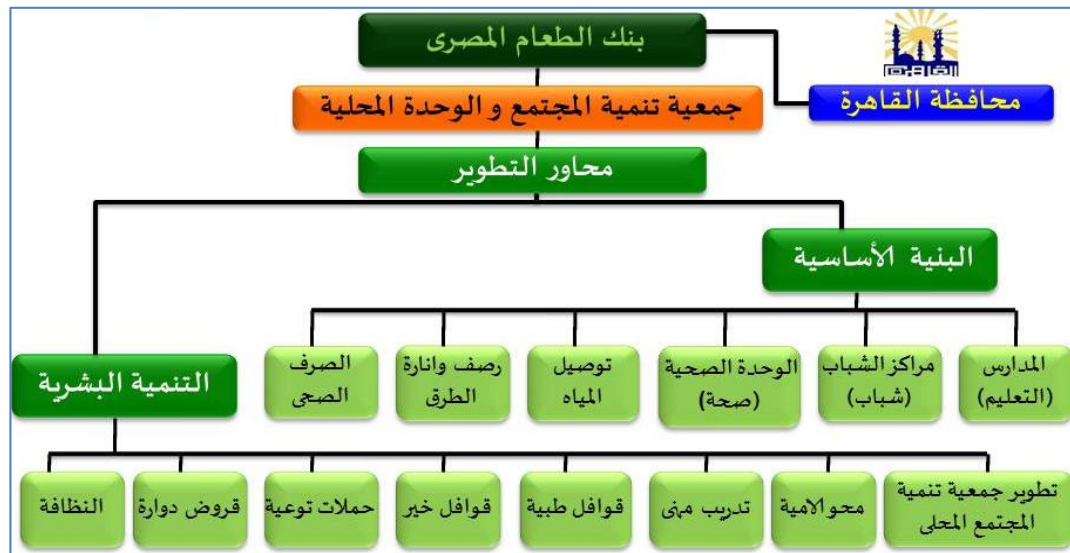 بنك الطعام المصرى
القاهرة
محافظة القاهرة
جمعية تنمية المجتمع و الوحدة المحلية
محاور التطوير
البنية الأساسية
المدارس
(التعليم)
مراكز الشباب
(شباب)
الوحدة الصحية
(صحة)
توصيل
المياه
رصف وانارة
الطرق
الصرف
الصحى
التنمية البشرية
تطوير جمعية تنمية
المجتمع المحلى
محو الامية
تدريب مهنى
قوافل طبية
قوافل خير
حملات توعية
قروض دوارة
النظافة